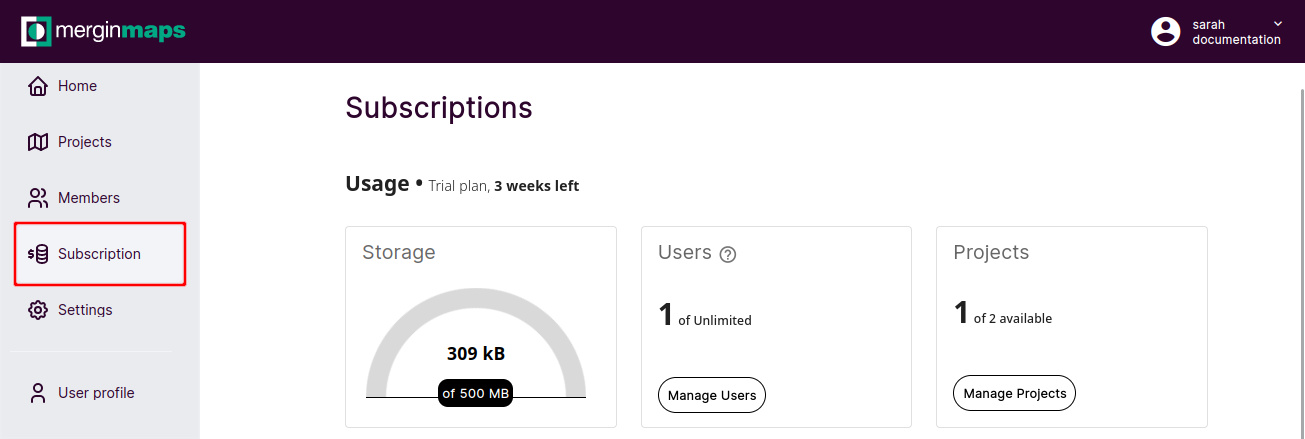 merginmaps
sarah
documentation
Home
Projects
Members
Subscription
Settings
User profile
Subscriptions
Usage • Trial plan, 3 weeks left
Storage
309 kB
of 500 MB
Users ?
1 of Unlimited
Manage Users
Projects
1 of 2 available
Manage Projects